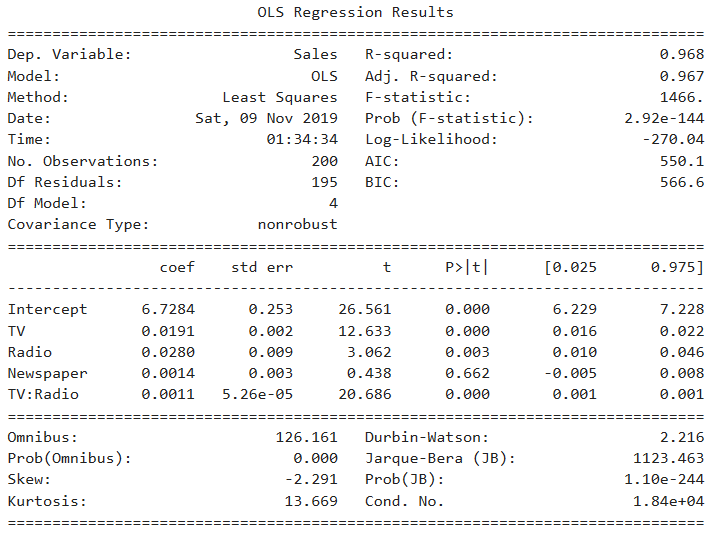 OLS Regression Results
==============================================================================
Dep. Variable:                  Sales   R-squared:                       0.968
Model:                            OLS   Adj. R-squared:                  0.967
Method:                 Least Squares   F-statistic:                     1466.
Date:                Sat, 09 Nov 2019   Prob (F-statistic):          2.92e-144
Time:                        01:34:34   Log-Likelihood:                -270.04
No. Observations:                 200   AIC:                             550.1
Df Residuals:                     195   BIC:                             566.6
Df Model:                           4
Covariance Type:            nonrobust
==============================================================================
                 coef    std err          t      P>|t|      [0.025      0.975]
------------------------------------------------------------------------------
Intercept      6.7284      0.253     26.561      0.000       6.229       7.228
TV             0.0191      0.002     12.633      0.000       0.016       0.022
Radio          0.0280      0.009      3.062      0.003       0.010       0.046
Newspaper      0.0014      0.003      0.438      0.662      -0.005       0.008
TV:Radio       0.0011   5.26e-05     20.686      0.000       0.001       0.001
==============================================================================
Omnibus:                      126.161   Durbin-Watson:                   2.216
Prob(Omnibus):                  0.000   Jarque-Bera (JB):             1123.463
Skew:                          -2.291   Prob(JB):                    1.10e-244
Kurtosis:                      13.669   Cond. No.                     1.84e+04
==============================================================================